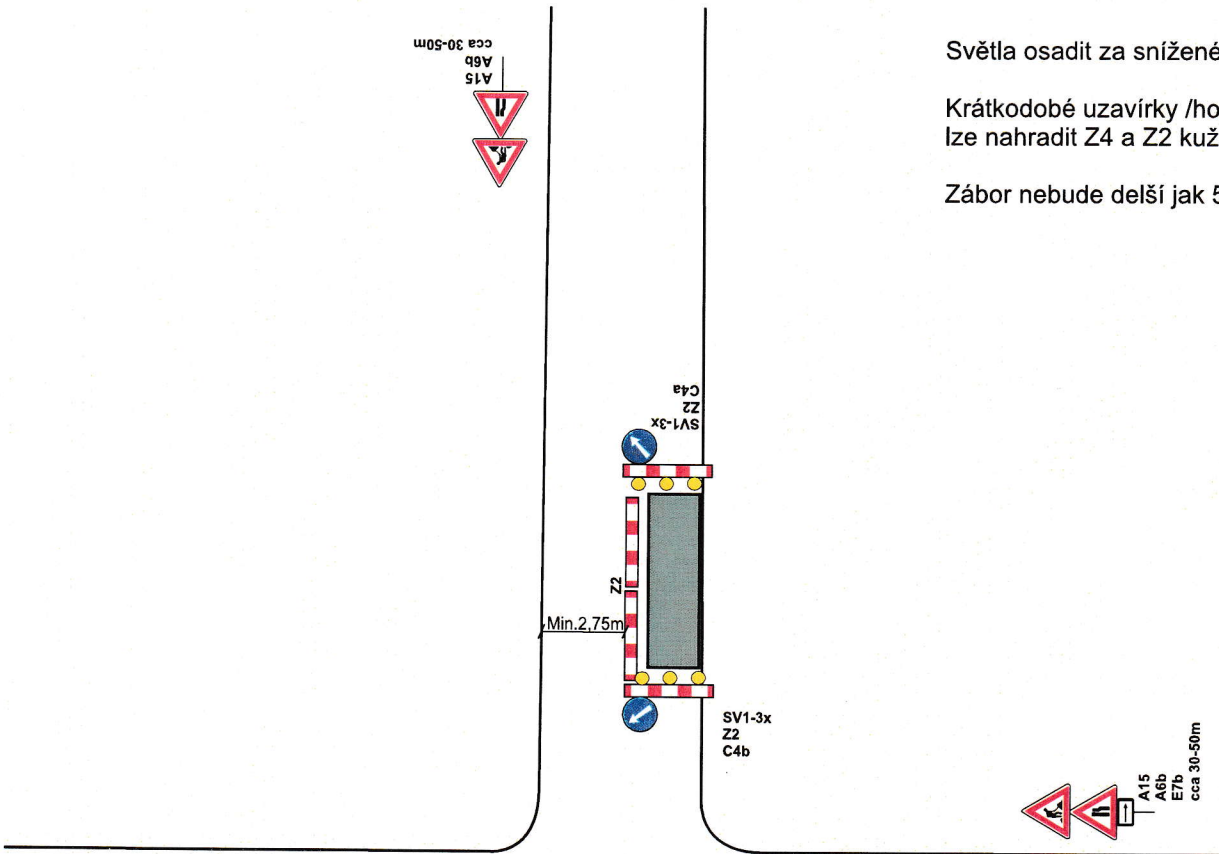 cca 30-50m
A6b
A15
Světla osadit za snížené
Krátkodobé uzavírky /ho
lze nahradit Z4 a Z2 kuž
Zábor nebude delší jak 5
C4a
Z2
SV1-3x
Z2
Min.2,75m
SV1-3x
Z2
C4b
A15
A6b
E7b
cca 30-50m